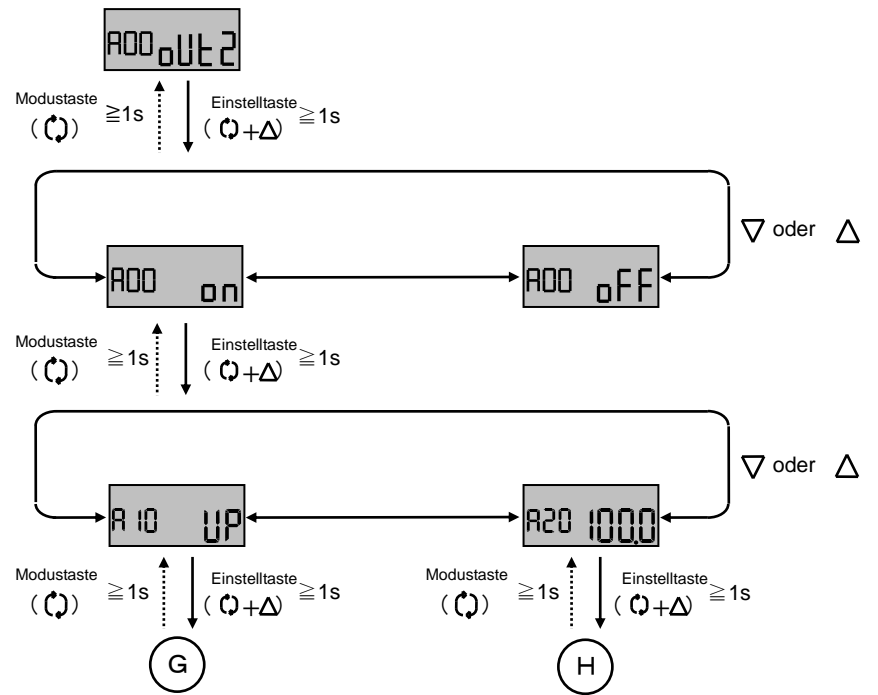 A00 oUt2
Modustaste ≧1s Einstelltaste ≧1s
( ) ( +△)
▽ oder △
A00 on
A00 oFF
Modustaste ≧1s Einstelltaste ≧1s
( ) ( +△)
▽ oder △
A10 UP
A20 100.0
Modustaste ≧1s Einstelltaste ≧1s
( ) ( +△)
Modustaste ≧1s Einstelltaste ≧1s
( ) ( +△)
G
H